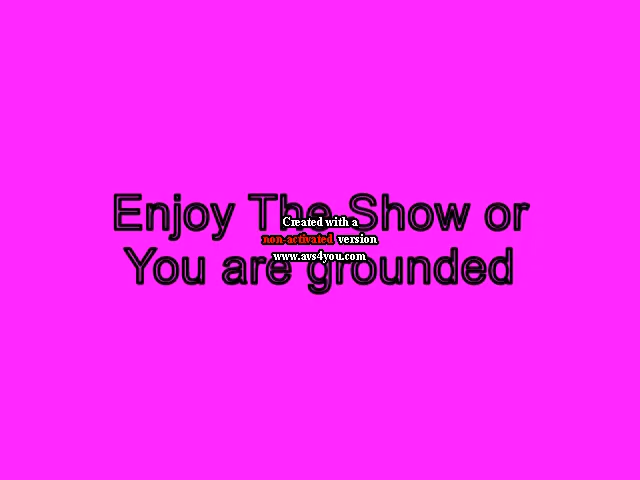 Enjoy The Show or
You are grounded
Created with a
non-activated version
www.avs4you.com